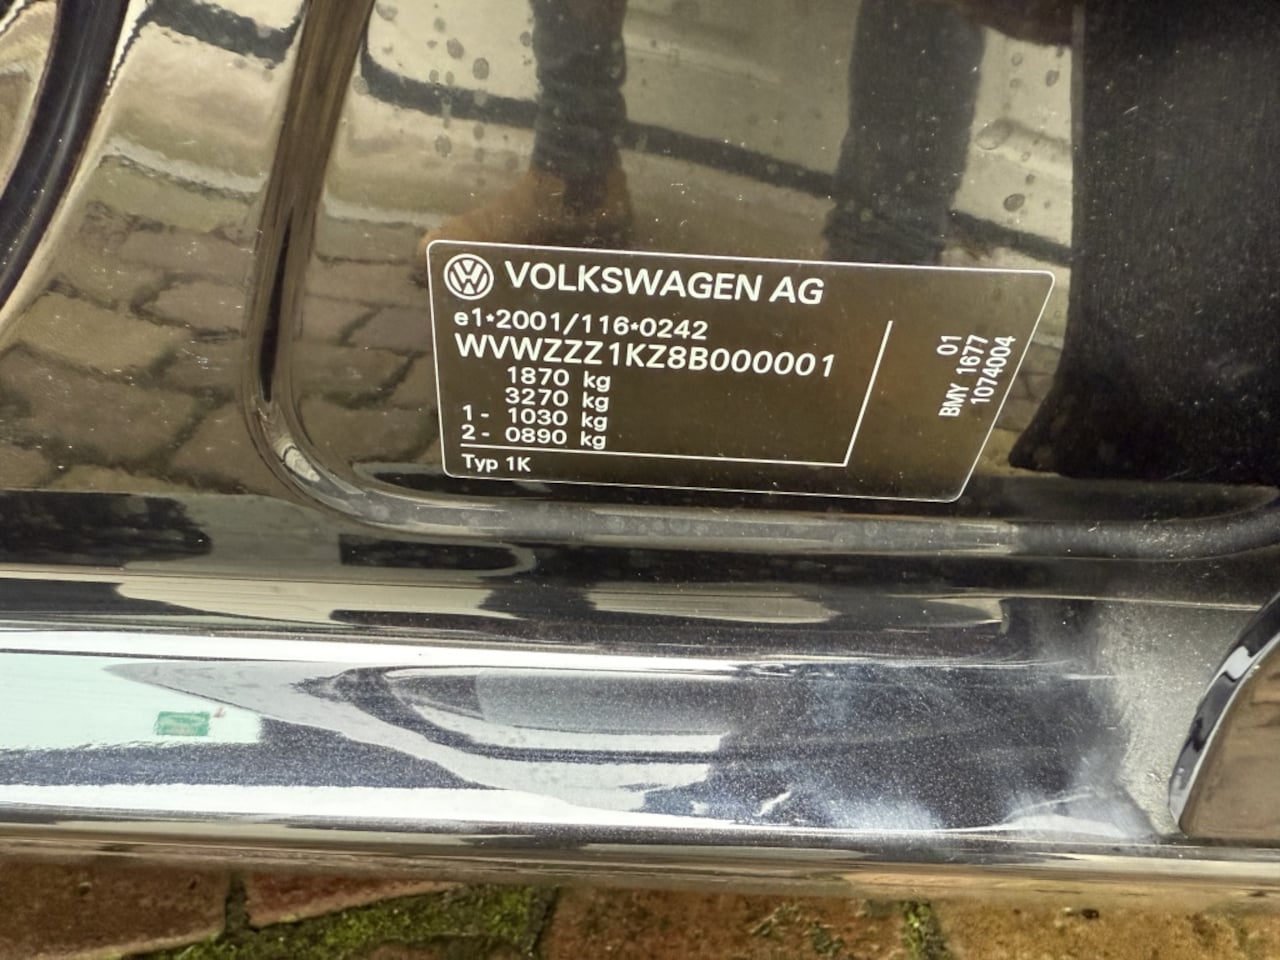 VOLKSWAGEN AG
e1*2001/116*0242
WVWZZZ1KZ8B000001
1870 kg
3270 kg
1 - 1030 kg
2 - 0890 kg
Typ 1K
01
BMY 1677
1074004